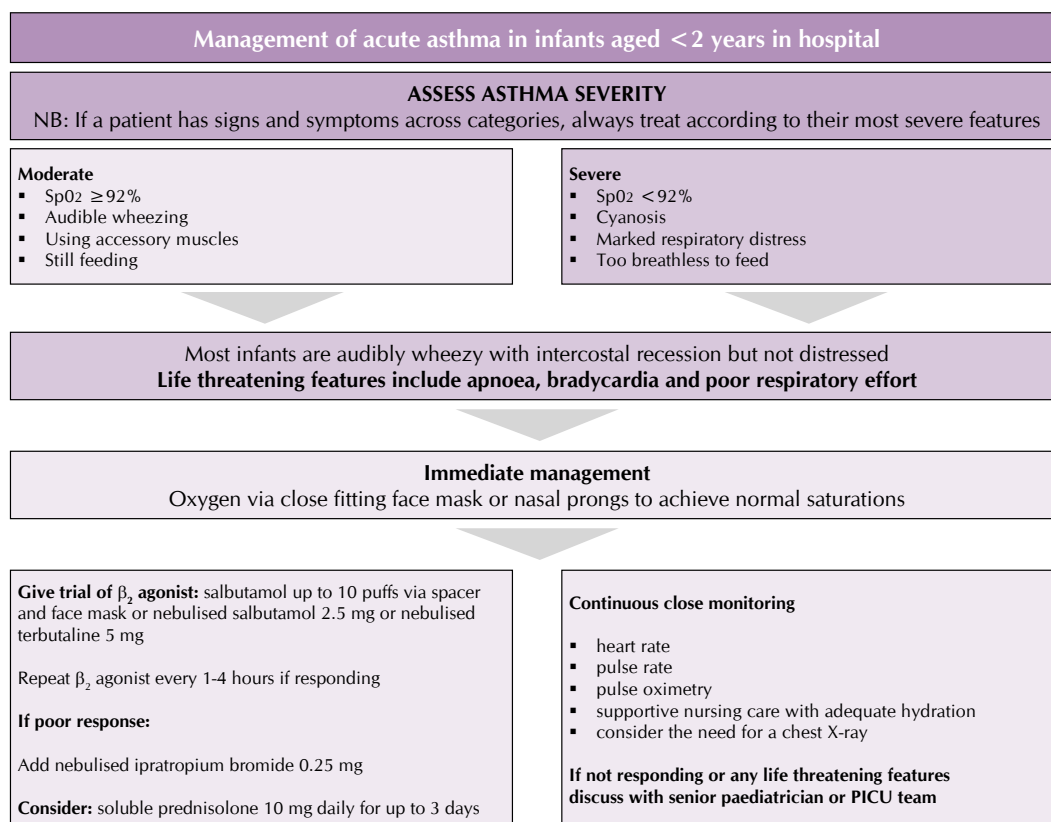 Management of acute asthma in infants aged <2 years in hospital
ASSESS ASTHMA SEVERITY
NB: If a patient has signs and symptoms across categories, always treat according to their most severe features
Moderate
▪ Sp02 ≥92%
▪ Audible wheezing
▪ Using accessory muscles
▪ Still feeding
Severe
▪ Sp02 <92%
▪ Cyanosis
▪ Marked respiratory distress
▪ Too breathless to feed
Most infants are audibly wheezy with intercostal recession but not distressed
Life threatening features include apnoea, bradycardia and poor respiratory effort
Immediate management
Oxygen via close fitting face mask or nasal prongs to achieve normal saturations
Give trial of β₂ agonist: salbutamol up to 10 puffs via spacer
and face mask or nebulised salbutamol 2.5 mg or nebulised
terbutaline 5 mg
Repeat β₂ agonist every 1-4 hours if responding
If poor response:
Add nebulised ipratropium bromide 0.25 mg
Consider: soluble prednisolone 10 mg daily for up to 3 days
Continuous close monitoring
▪ heart rate
▪ pulse rate
▪ pulse oximetry
▪ supportive nursing care with adequate hydration
▪ consider the need for a chest X-ray
If not responding or any life threatening features
discuss with senior paediatrician or PICU team